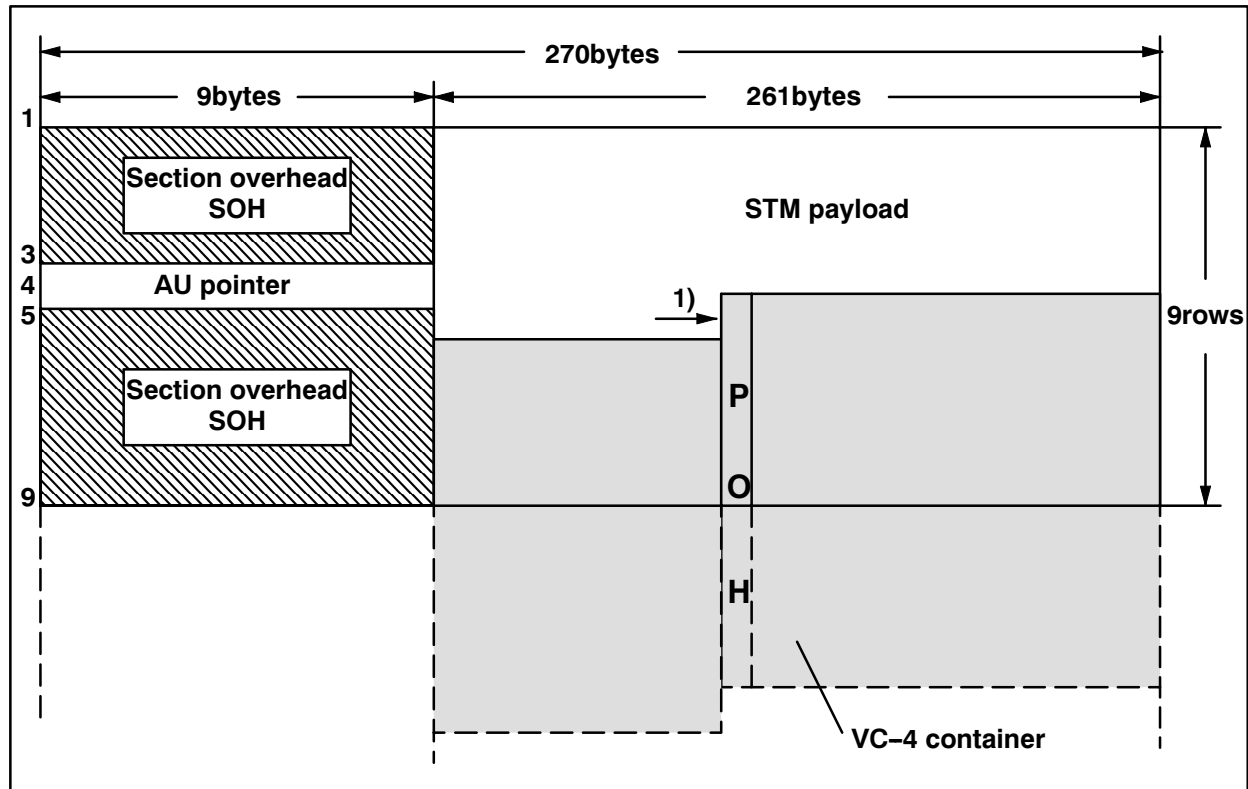 270bytes
9bytes
261bytes
1
Section overhead
SOH
STM payload
3
4
AU pointer
5
1)
9rows
Section overhead
SOH
P
9
O
H
VC–4 container